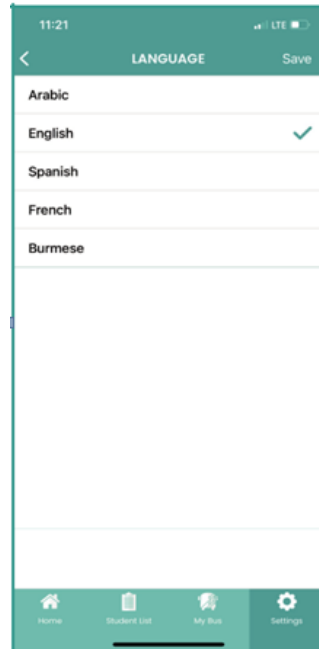 11:21 LTE
LANGUAGE Save
Arabic
English
Spanish
French
Burmese
Home Student List My Bus Settings